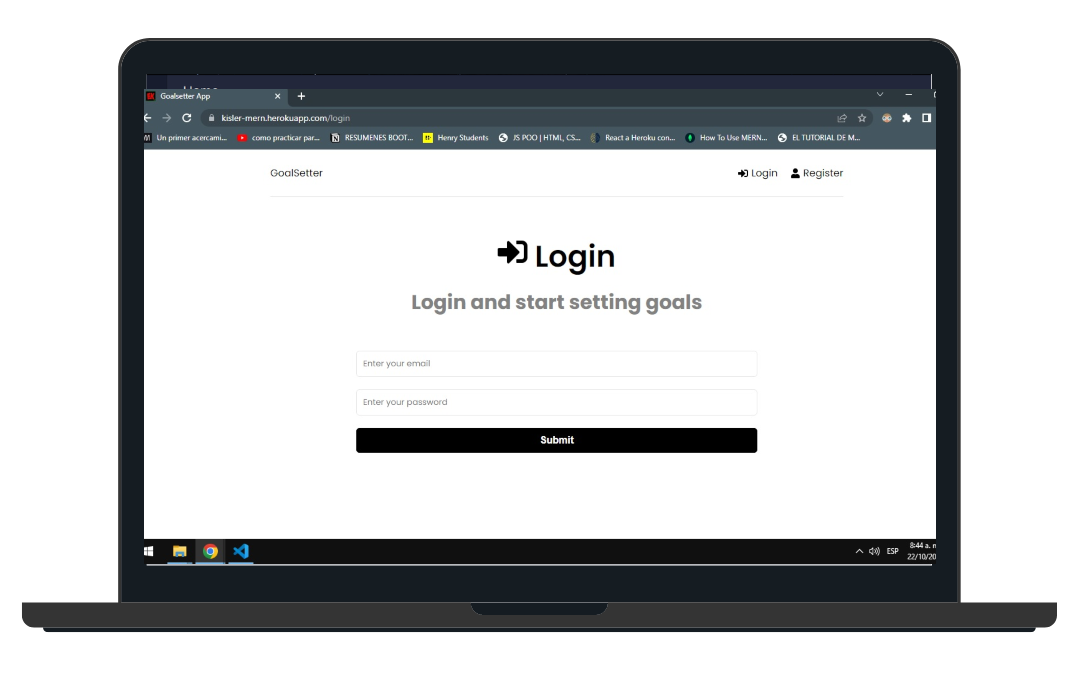 Goalsetter App
kisler-mern.herokuapp.com/login
Un primer acercami... como practicar par... RESUMENES BOOT... Henry Students JS POO | HTML, CS... React a Heroku con... How To Use MERN... EL TUTORIAL DE M...
GoalSetter Login Register
Login
Login and start setting goals
Enter your email
Enter your password
Submit
ESP 8:44 a. n
22/10/20